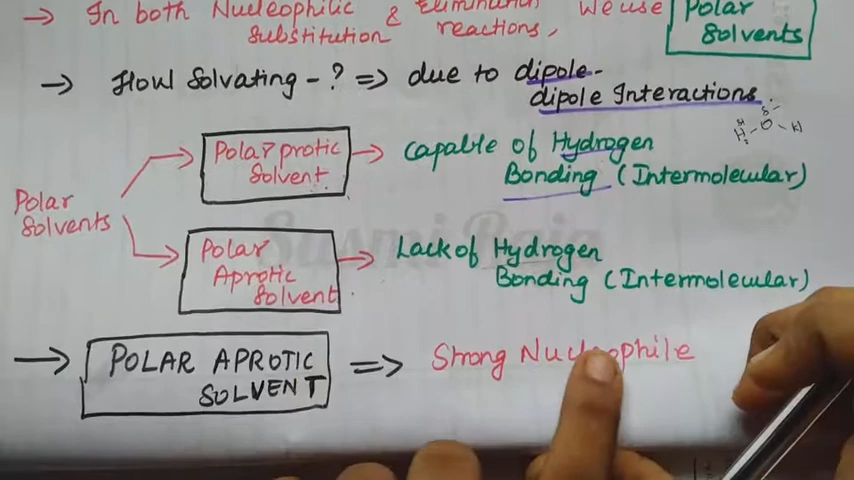 → In both Nucleophilic & Elimination We use Polar
substitution reactions, Solvents
→ How Solvating - ? => due to dipole-
dipole Interactions.
H - O - H
δ-
Polar protic → capable of Hydrogen
Solvent Bonding (Intermolecular)
Polar
Solvents
Polar → Lack of Hydrogen
Aprotic Bonding (Intermolecular)
Solvent
→ POLAR APROTIC => Strong Nucleophile
SOLVENT
Susmi Raja